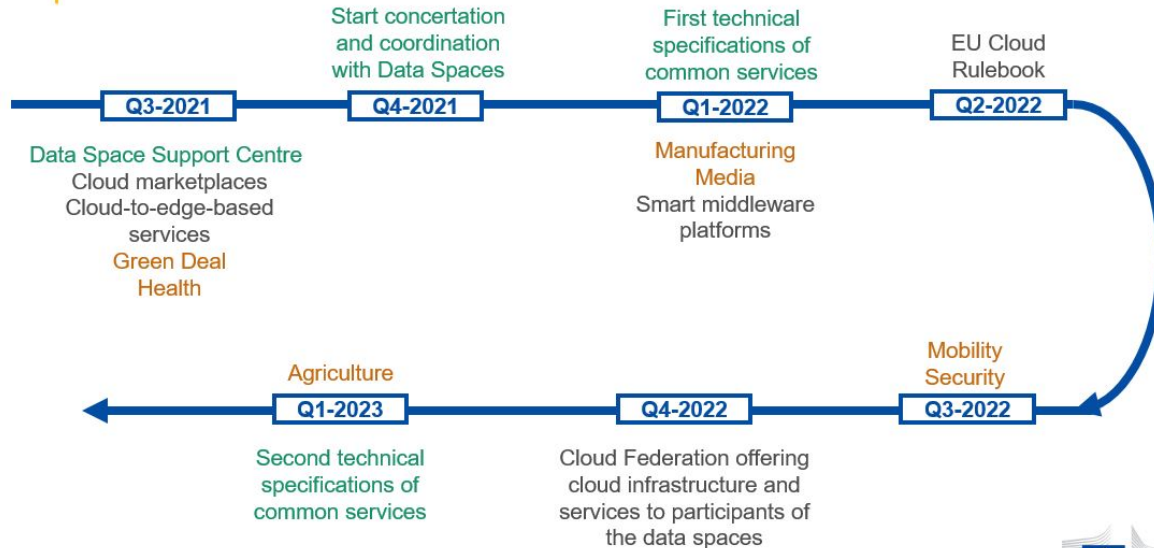 Start concertation
and coordination
with Data Spaces
First technical
specifications of
common services
EU Cloud
Rulebook
Q3-2021
Q4-2021
Q1-2022
Q2-2022
Data Space Support Centre
Cloud marketplaces
Cloud-to-edge-based
services
Green Deal
Health
Manufacturing
Media
Smart middleware
platforms
Mobility
Security
Agriculture
Q3-2022
Q4-2022
Q1-2023
Cloud Federation offering
cloud infrastructure and
services to participants of
the data spaces
Second technical
specifications of
common services